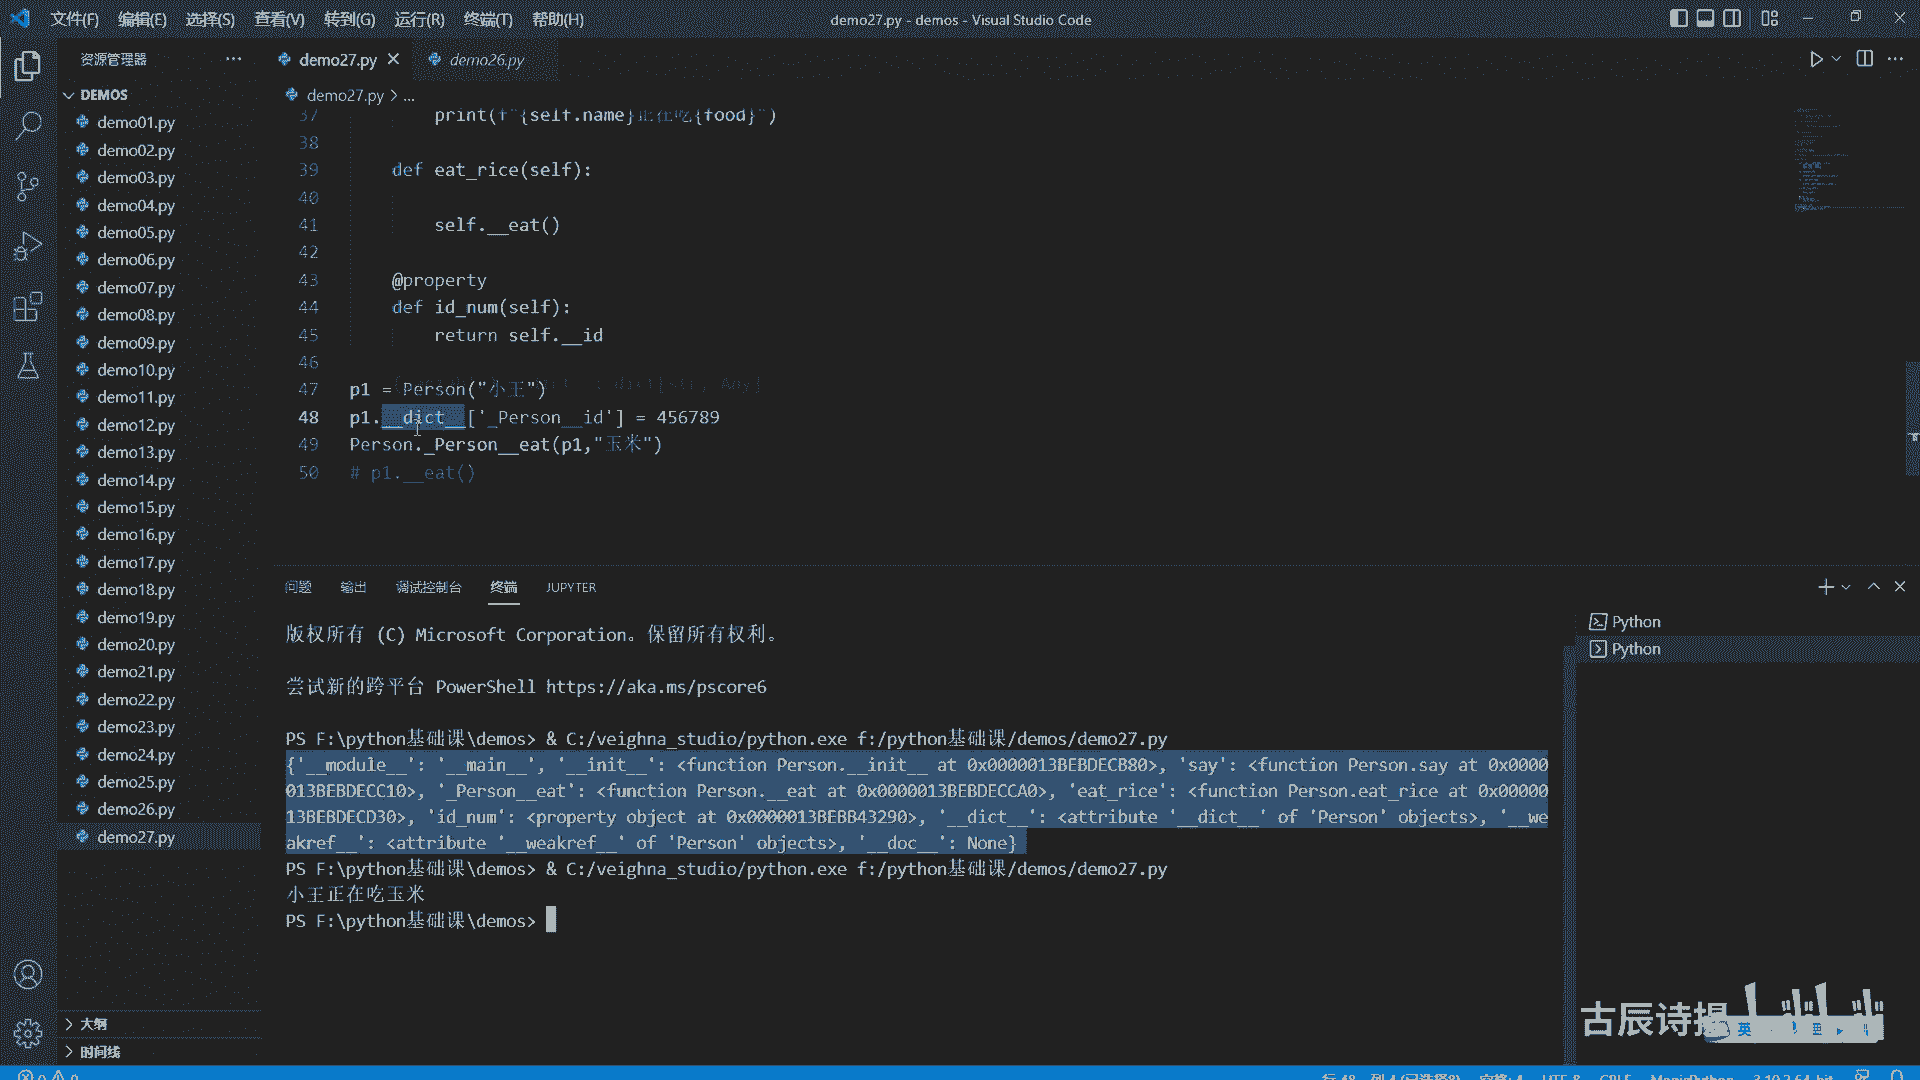 文件(F) 编辑(E) 选择(S) 查看(V) 转到(G) 运行(R) 终端(T) 帮助(H)
demo27.py - demos - Visual Studio Code
资源管理器
demo27.py
demo26.py
DEMOS
demo27.py > ...
demo01.py
demo02.py
demo03.py
demo04.py
demo05.py
demo06.py
demo07.py
demo08.py
demo09.py
demo10.py
demo11.py
demo12.py
demo13.py
demo14.py
demo15.py
demo16.py
demo17.py
demo18.py
demo19.py
demo20.py
demo21.py
demo22.py
demo23.py
demo24.py
demo25.py
demo26.py
demo27.py
大纲
时间线
37 print(f"{self.name}正在吃{food}")
38
39 def eat_rice(self):
40
41 self.__eat()
42
43 @property
44 def id_num(self):
45 return self.__id
46
47 p1 = Person("小王")
48 p1.__dict__['_Person__id'] = 456789
49 Person._Person__eat(p1,"玉米")
50 # p1.__eat()
问题 输出 调试控制台 终端 JUPYTER
版权所有 (C) Microsoft Corporation。保留所有权利。
尝试新的跨平台 PowerShell https://aka.ms/pscore6
PS F:\python基础课\demos> & C:/veighna_studio/python.exe f:/python基础课/demos/demo27.py
{'__module__': '__main__', '__init__': <function Person.__init__ at 0x0000013BEBDECB80>, 'say': <function Person.say at 0x0000
013BEBDECC10>, '_Person__eat': <function Person.__eat at 0x0000013BEBDECCA0>, 'eat_rice': <function Person.eat_rice at 0x00000
13BEBDECD30>, 'id_num': <property object at 0x0000013BEBB43290>, '__dict__': <attribute '__dict__' of 'Person' objects>, '__we
akref__': <attribute '__weakref__' of 'Person' objects>, '__doc__': None}
PS F:\python基础课\demos> & C:/veighna_studio/python.exe f:/python基础课/demos/demo27.py
小王正在吃玉米
PS F:\python基础课\demos>
Python
Python
古辰诗
英